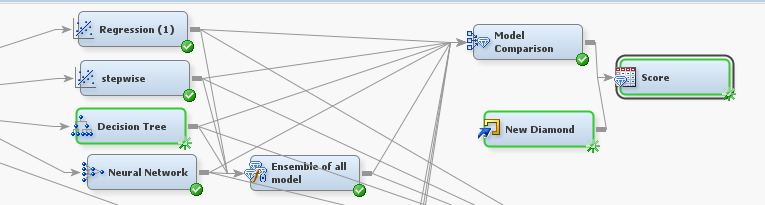 Regression (1)
stepwise
Decision Tree
Neural Network
Ensemble of all
model
Model
Comparison
New Diamond
Score